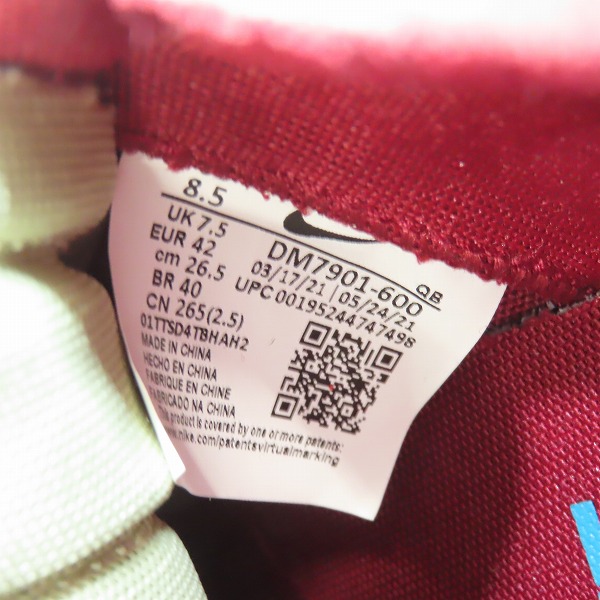 8.5
UK 7.5
EUR 42
cm 26.5
BR 40
CN 265(2.5)
01TTSD4TBHAH2
MADE IN CHINA
HECHO EN CHINA
FABRIQUE EN CHINE
FABRICADO NA CHINA
This product is covered by one or more patents:
www.nike.com/patentsvirtualmarking
DM7901-600 QB
03/17/21 | 05/24/21
UPC 00195244747498